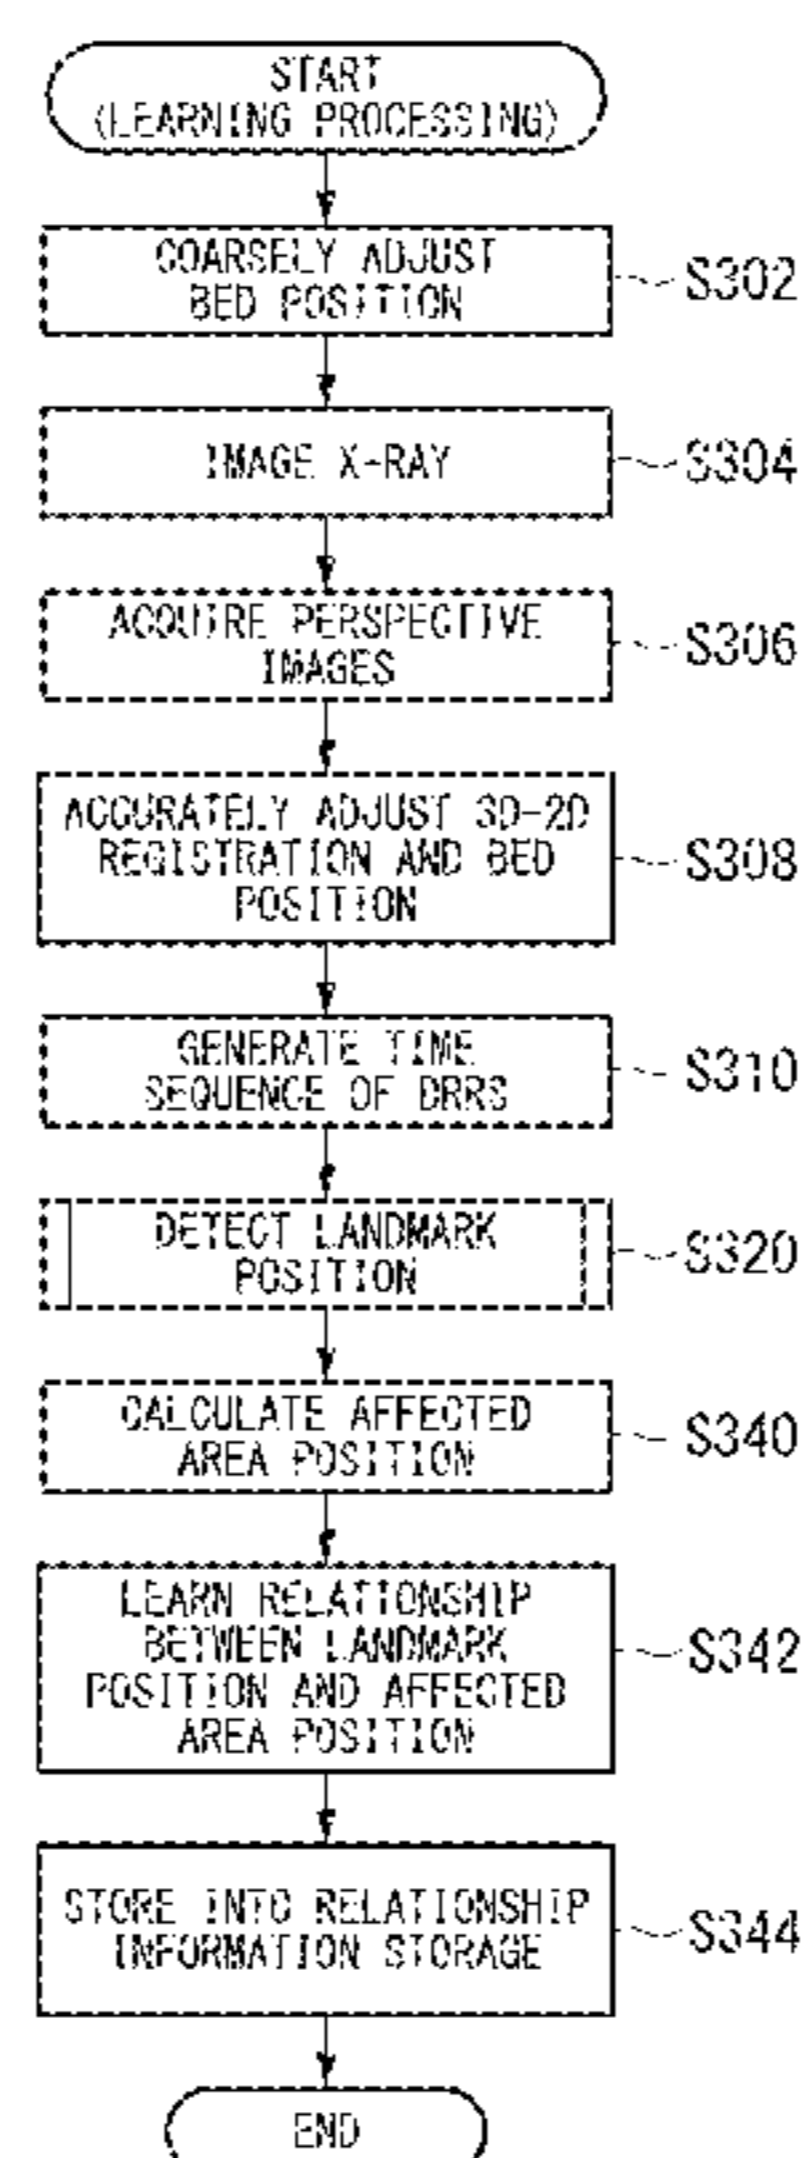 START
(LEARNING PROCESSING)
COARSELY ADJUST
BED POSITION
S302
IMAGE X-RAY
S304
ACQUIRE PERSPECTIVE
IMAGES
S306
ACCURATELY ADJUST 3D-2D
REGISTRATION AND BED
POSITION
S308
GENERATE TIME
SEQUENCE OF DRRS
S310
DETECT LANDMARK
POSITION
S320
CALCULATE AFFECTED
AREA POSITION
S340
LEARN RELATIONSHIP
BETWEEN LANDMARK
POSITION AND AFFECTED
AREA POSITION
S342
STORE INTO RELATIONSHIP
INFORMATION STORAGE
S344
END